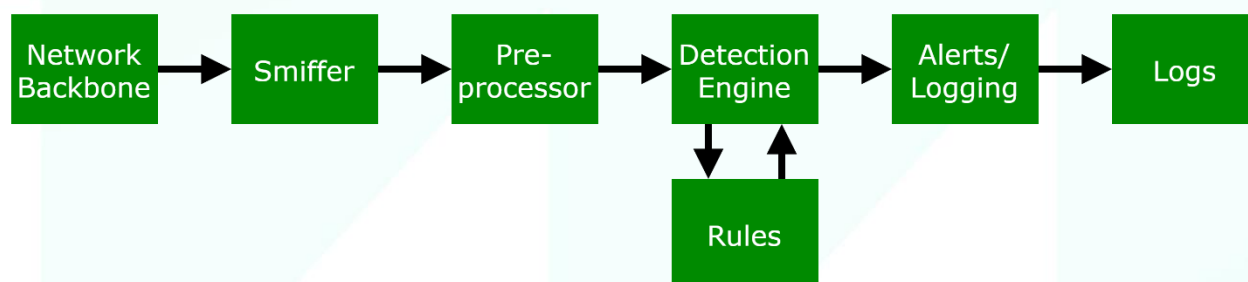 Network
Backbone
Smiffer
Pre-
processor
Detection
Engine
Alerts/
Logging
Logs
Rules